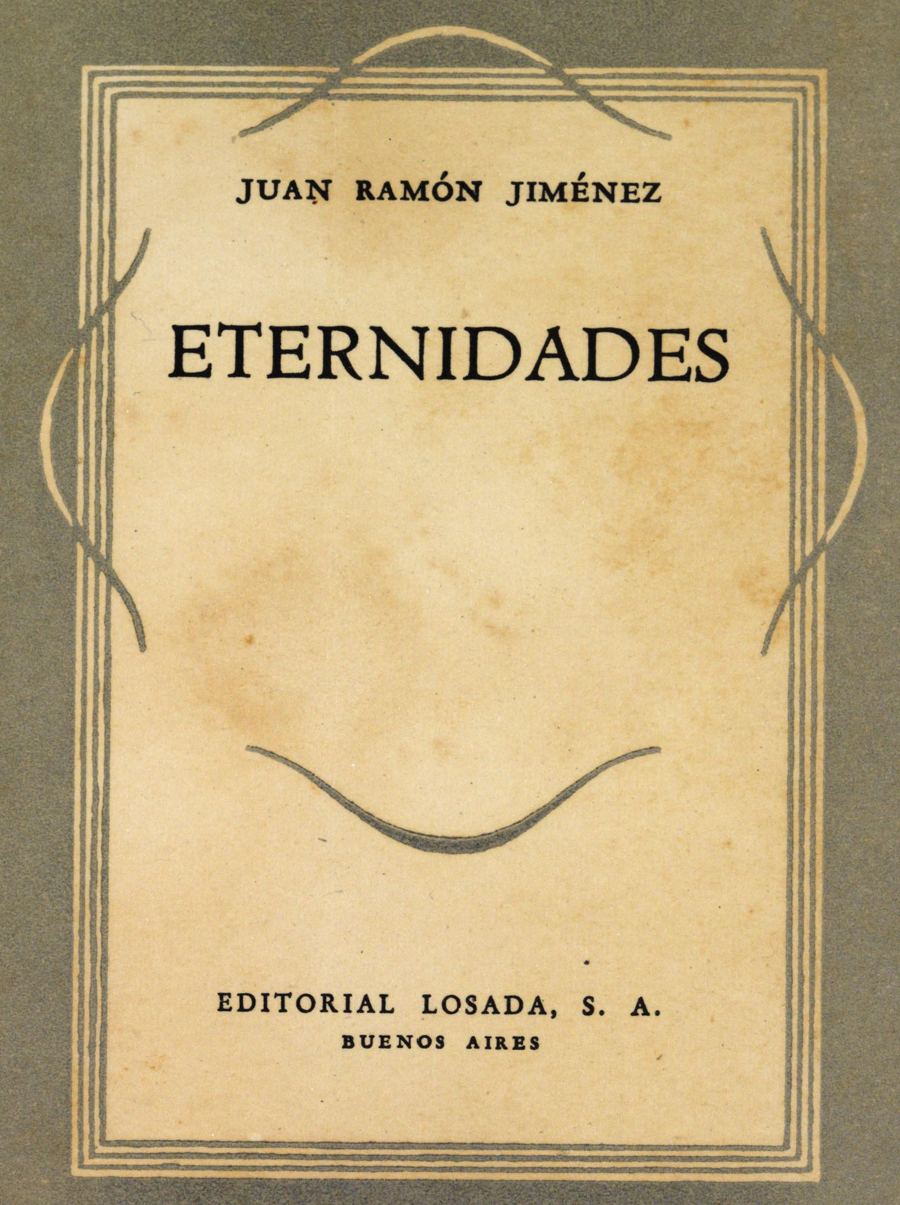 JUAN RAMÓN JIMÉNEZ
ETERNIDADES
EDITORIAL LOSADA, S. A.
BUENOS AIRES